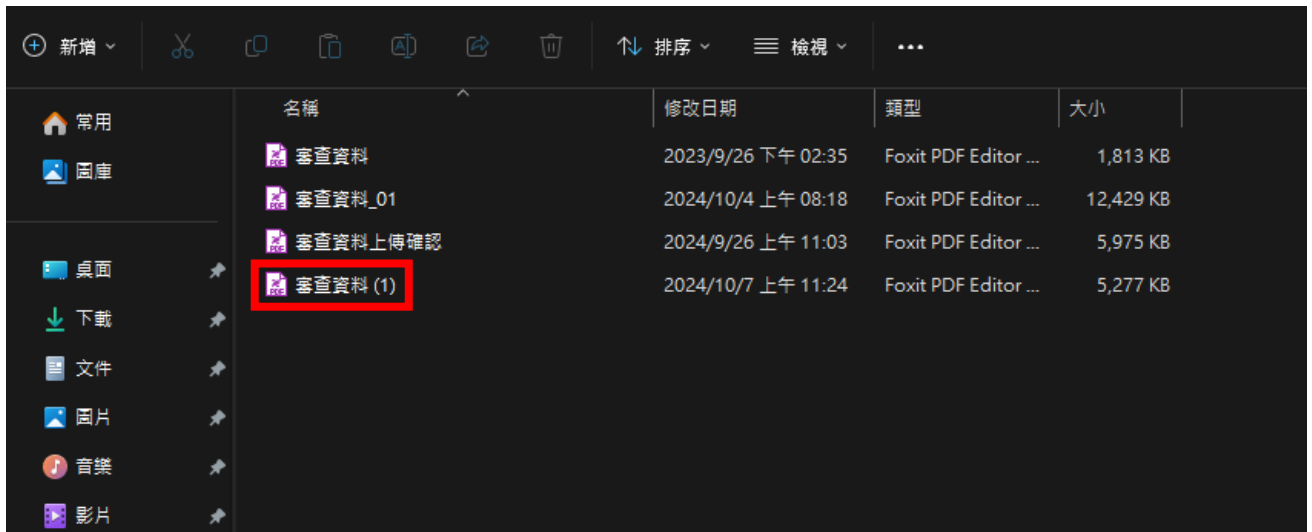 新增 排序 檢視
名稱 修改日期 類型 大小
常用
圖庫
審查資料 2023/9/26 下午 02:35 Foxit PDF Editor ... 1,813 KB
審查資料_01 2024/10/4 上午 08:18 Foxit PDF Editor ... 12,429 KB
審查資料上傳確認 2024/9/26 上午 11:03 Foxit PDF Editor ... 5,975 KB
審查資料 (1) 2024/10/7 上午 11:24 Foxit PDF Editor ... 5,277 KB
桌面
下載
文件
圖片
音樂
影片